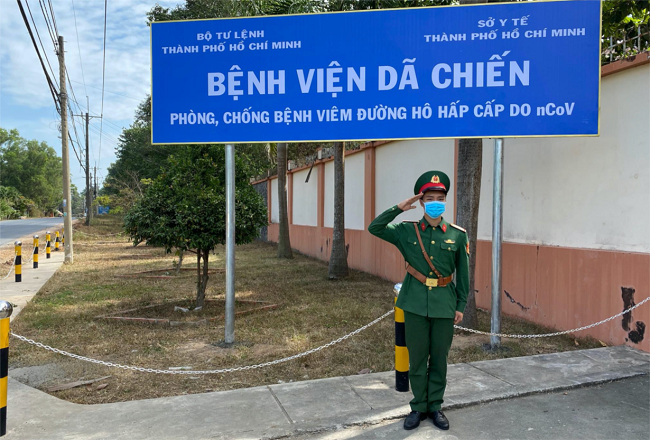 BỘ TƯ LỆNH
THÀNH PHỐ HỒ CHÍ MINH
SỞ Y TẾ
THÀNH PHỐ HỒ CHÍ MINH
BỆNH VIỆN DÃ CHIẾN
PHÒNG, CHỐNG BỆNH VIÊM ĐƯỜNG HÔ HẤP CẤP DO nCoV